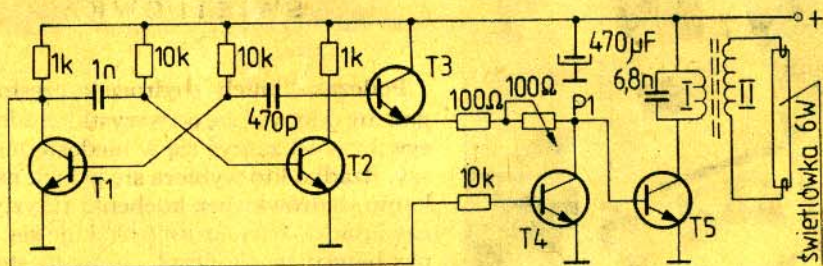 +
1k
10k
10k
1k
T3
470μF
1n
6,8n
I
II
100Ω
100Ω
P1
470p
T1
T2
10k
T4
T5
świetlówka 6W